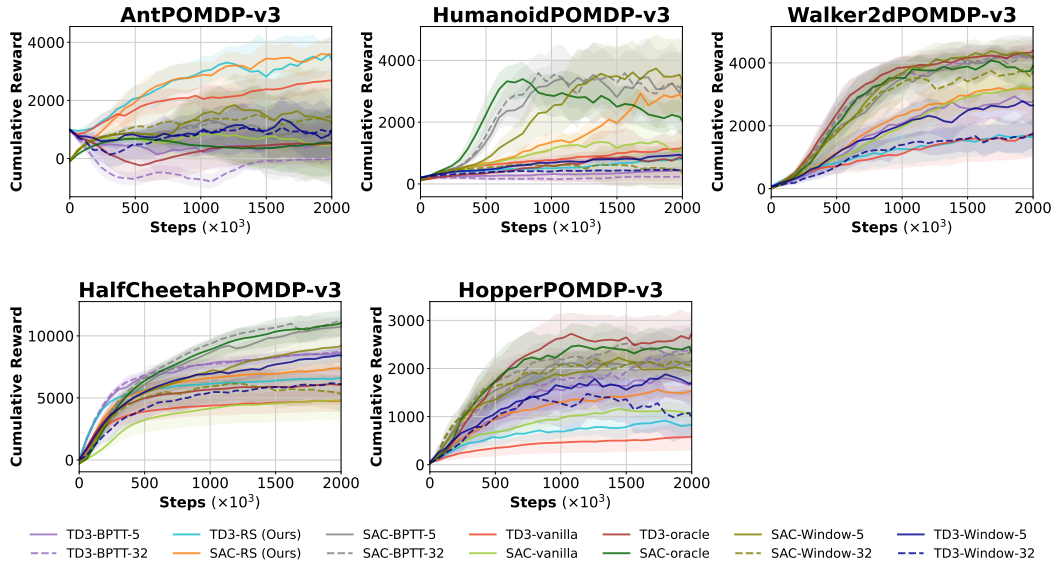 AntPOMDP-v3
HumanoidPOMDP-v3
Walker2dPOMDP-v3
Cumulative Reward
4000
2000
0
0 500 1000 1500 2000
Steps (×10³)
Cumulative Reward
4000
2000
0
0 500 1000 1500 2000
Steps (×10³)
Cumulative Reward
4000
2000
0
0 500 1000 1500 2000
Steps (×10³)
HalfCheetahPOMDP-v3
HopperPOMDP-v3
Cumulative Reward
10000
5000
0
0 500 1000 1500 2000
Steps (×10³)
Cumulative Reward
3000
2000
1000
0
0 500 1000 1500 2000
Steps (×10³)
TD3-BPTT-5 TD3-RS (Ours) SAC-BPTT-5 TD3-vanilla TD3-oracle SAC-Window-5 TD3-Window-5
TD3-BPTT-32 SAC-RS (Ours) SAC-BPTT-32 SAC-vanilla SAC-oracle SAC-Window-32 TD3-Window-32